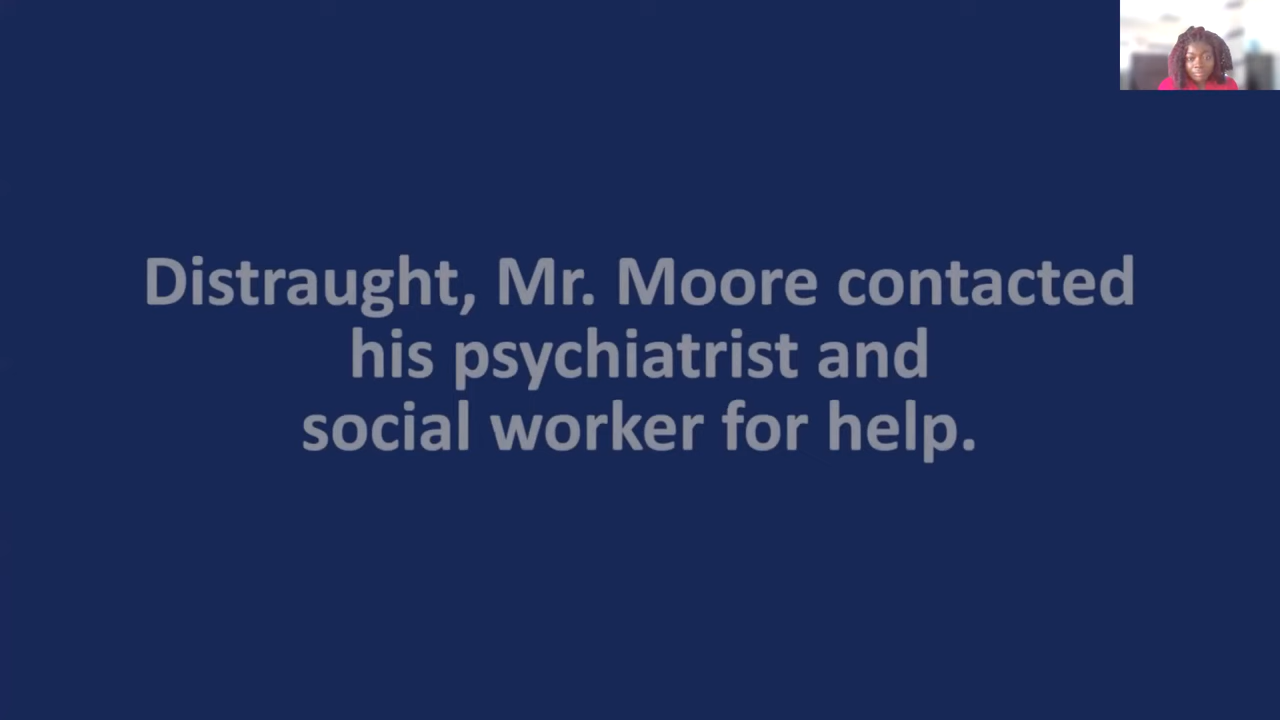 Distraught, Mr. Moore contacted
his psychiatrist and
social worker for help.